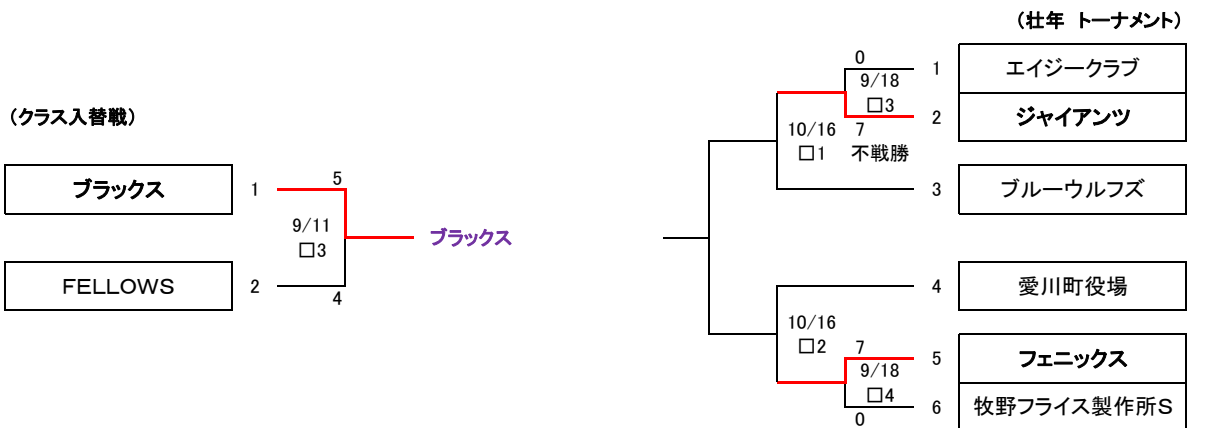 (クラス入替戦)
ブラックス
1
5
9/11
□3
ブラックス
FELLOWS
2
4
(壮年 トーナメント)
0
1
エイジークラブ
9/18
□3
2
ジャイアンツ
10/16
7
□1
不戦勝
3
ブルーウルフズ
4
愛川町役場
10/16
□2
7
5
フェニックス
9/18
□4
6
牧野フライス製作所S
0